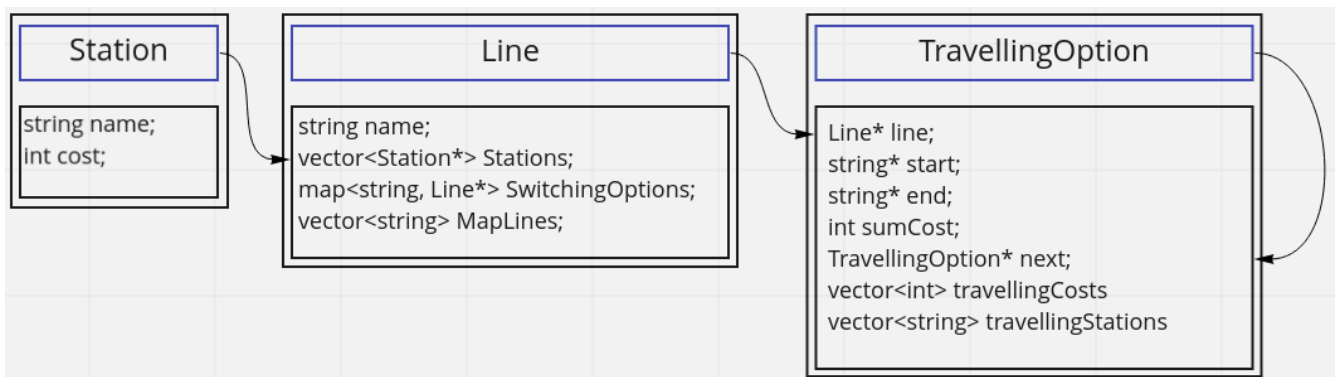 Station
string name;
int cost;
Line
string name;
vector<Station*> Stations;
map<string, Line*> SwitchingOptions;
vector<string> MapLines;
TravellingOption
Line* line;
string* start;
string* end;
int sumCost;
TravellingOption* next;
vector<int> travellingCosts
vector<string> travellingStations